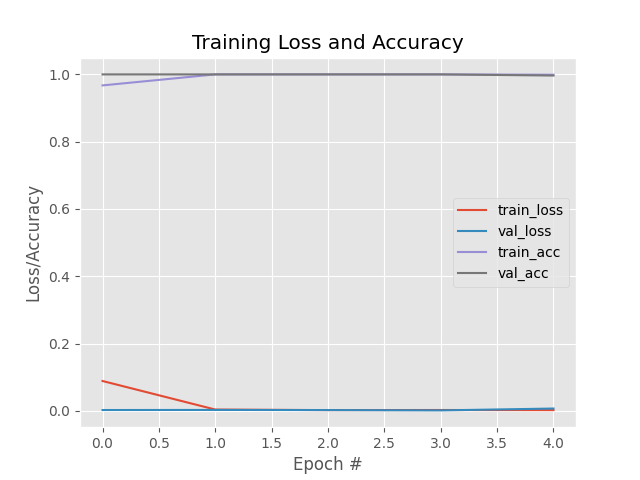 Training Loss and Accuracy
1.0
0.8
0.6
0.4
0.2
0.0
Loss/Accuracy
train_loss
val_loss
train_acc
val_acc
0.0 0.5 1.0 1.5 2.0 2.5 3.0 3.5 4.0
Epoch #